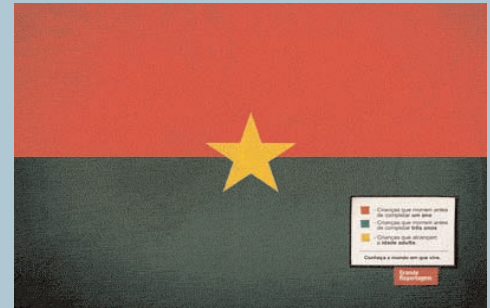 - Crianças que morrem antes
de completar um ano
- Crianças que morrem antes
de completar três anos
- Crianças que alcançam
a idade adulta
Conheça o mundo em que vive.
Grande
Reportagem